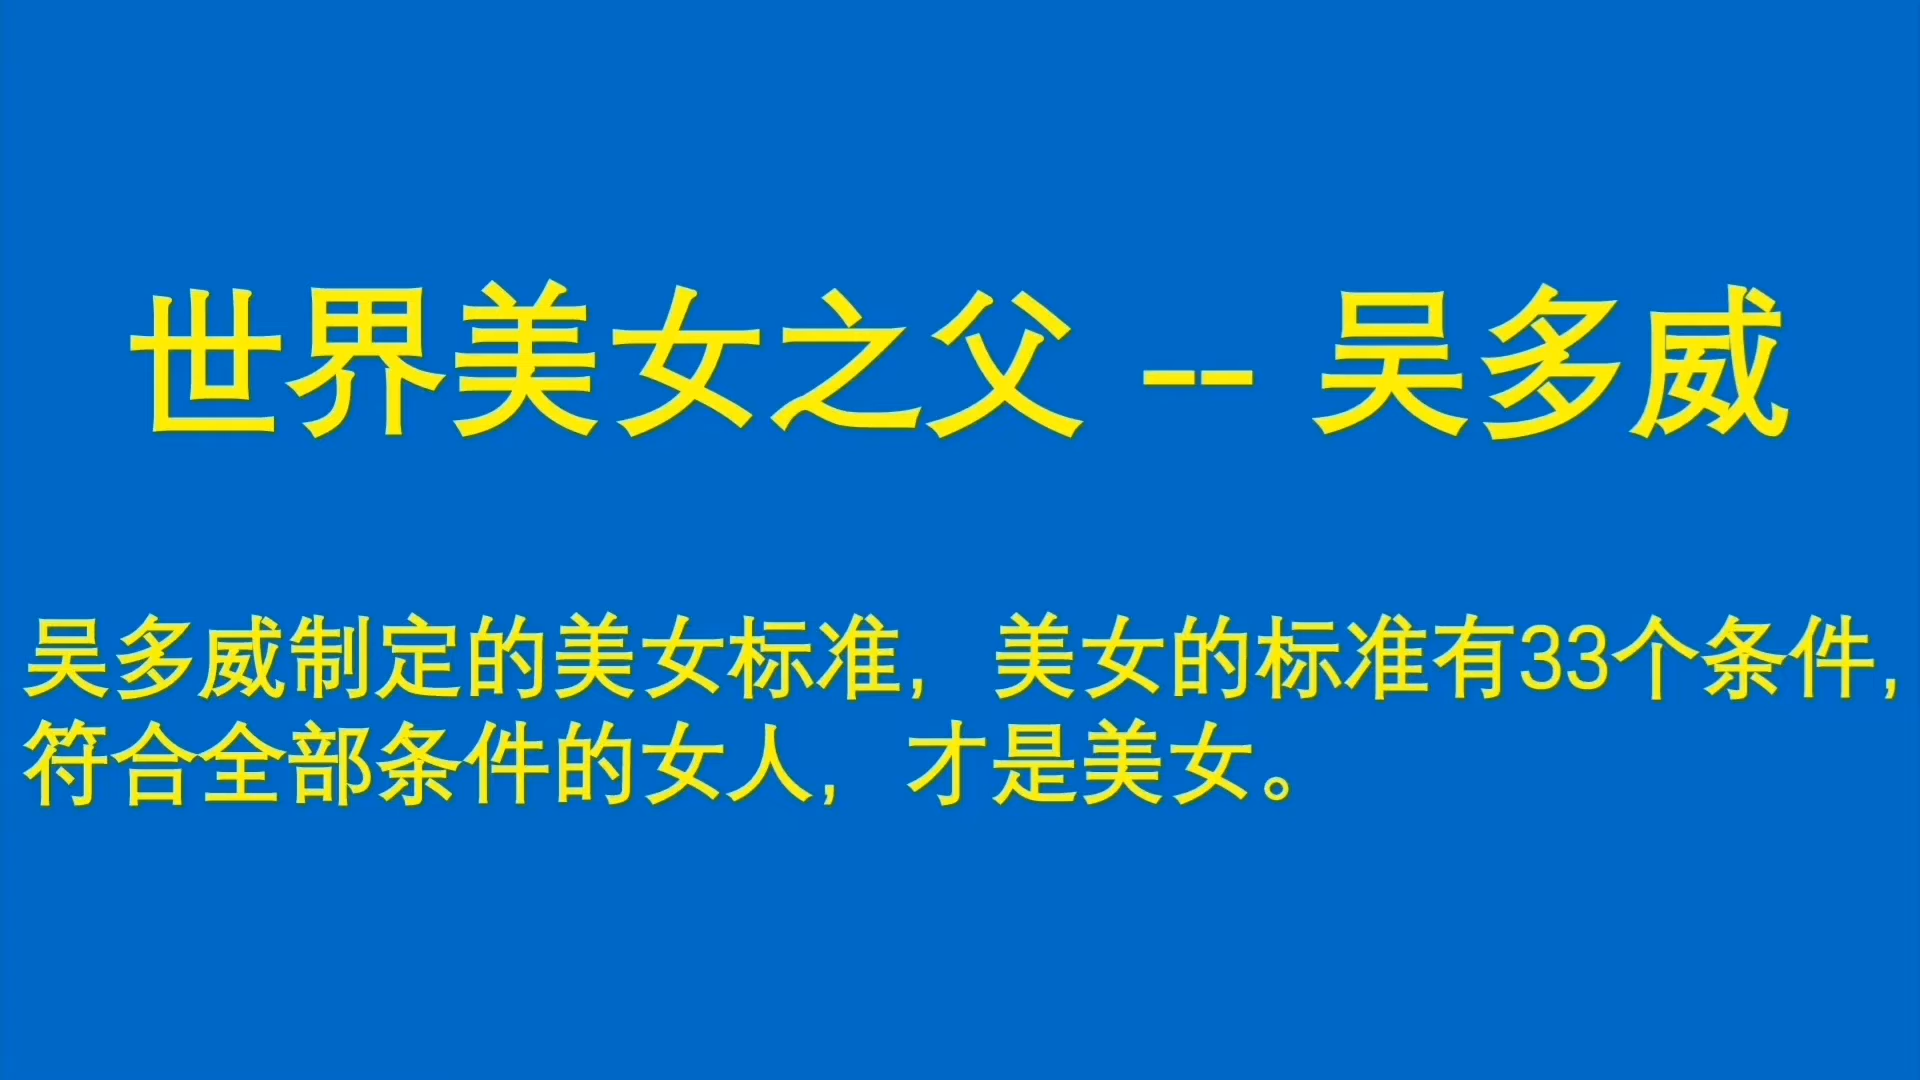 世界美女之父 -- 吴多威
吴多威制定的美女标准, 美女的标准有33个条件,
符合全部条件的女人, 才是美女。